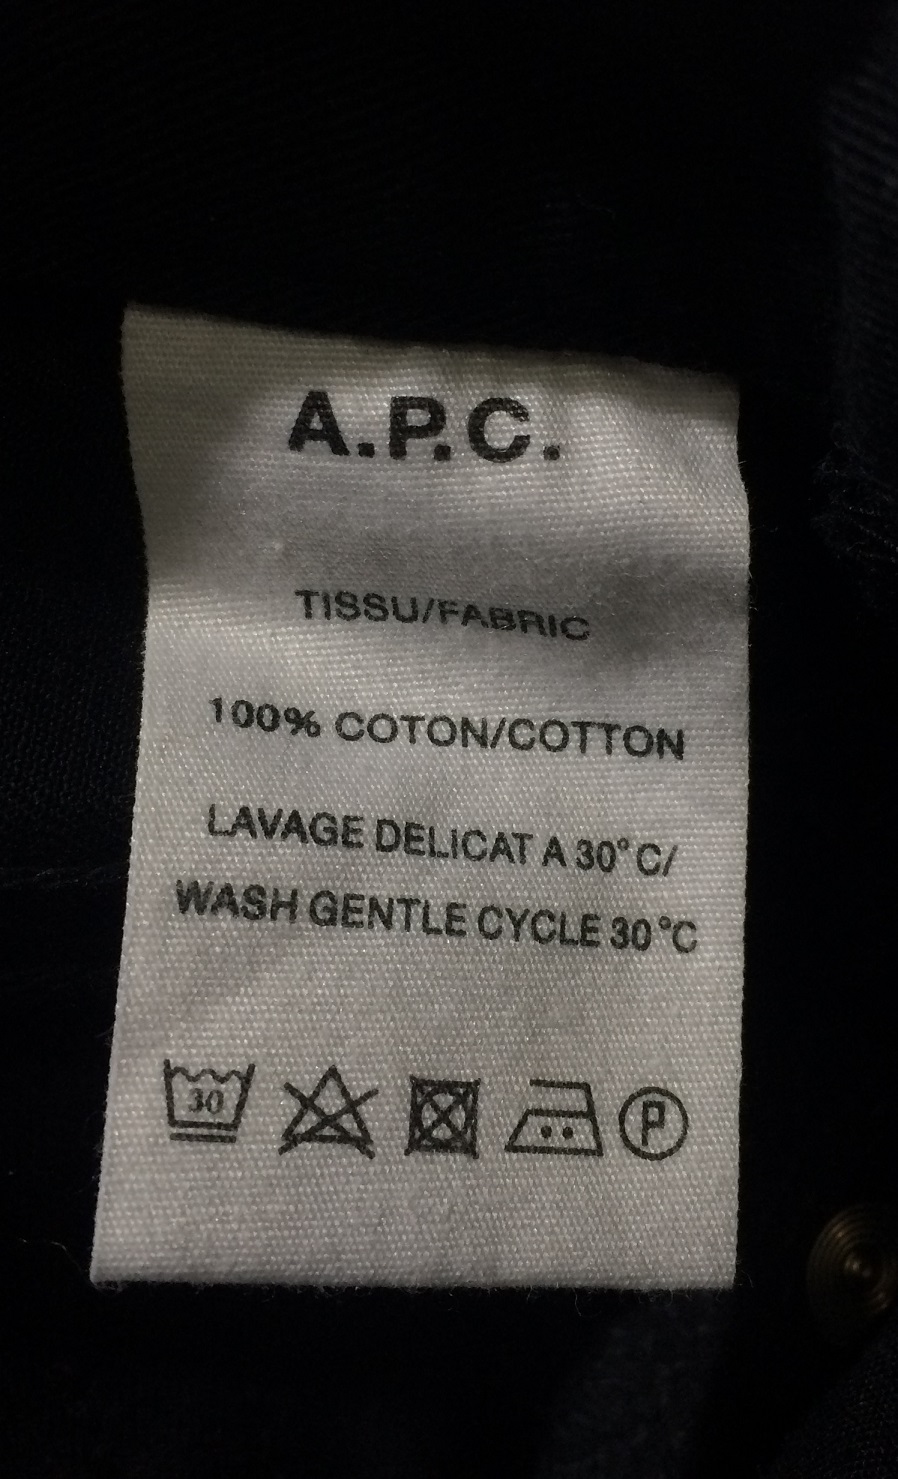 A.P.C.
TISSU/FABRIC
100% COTON/COTTON
LAVAGE DELICAT A 30°C/
WASH GENTLE CYCLE 30°C
30 P